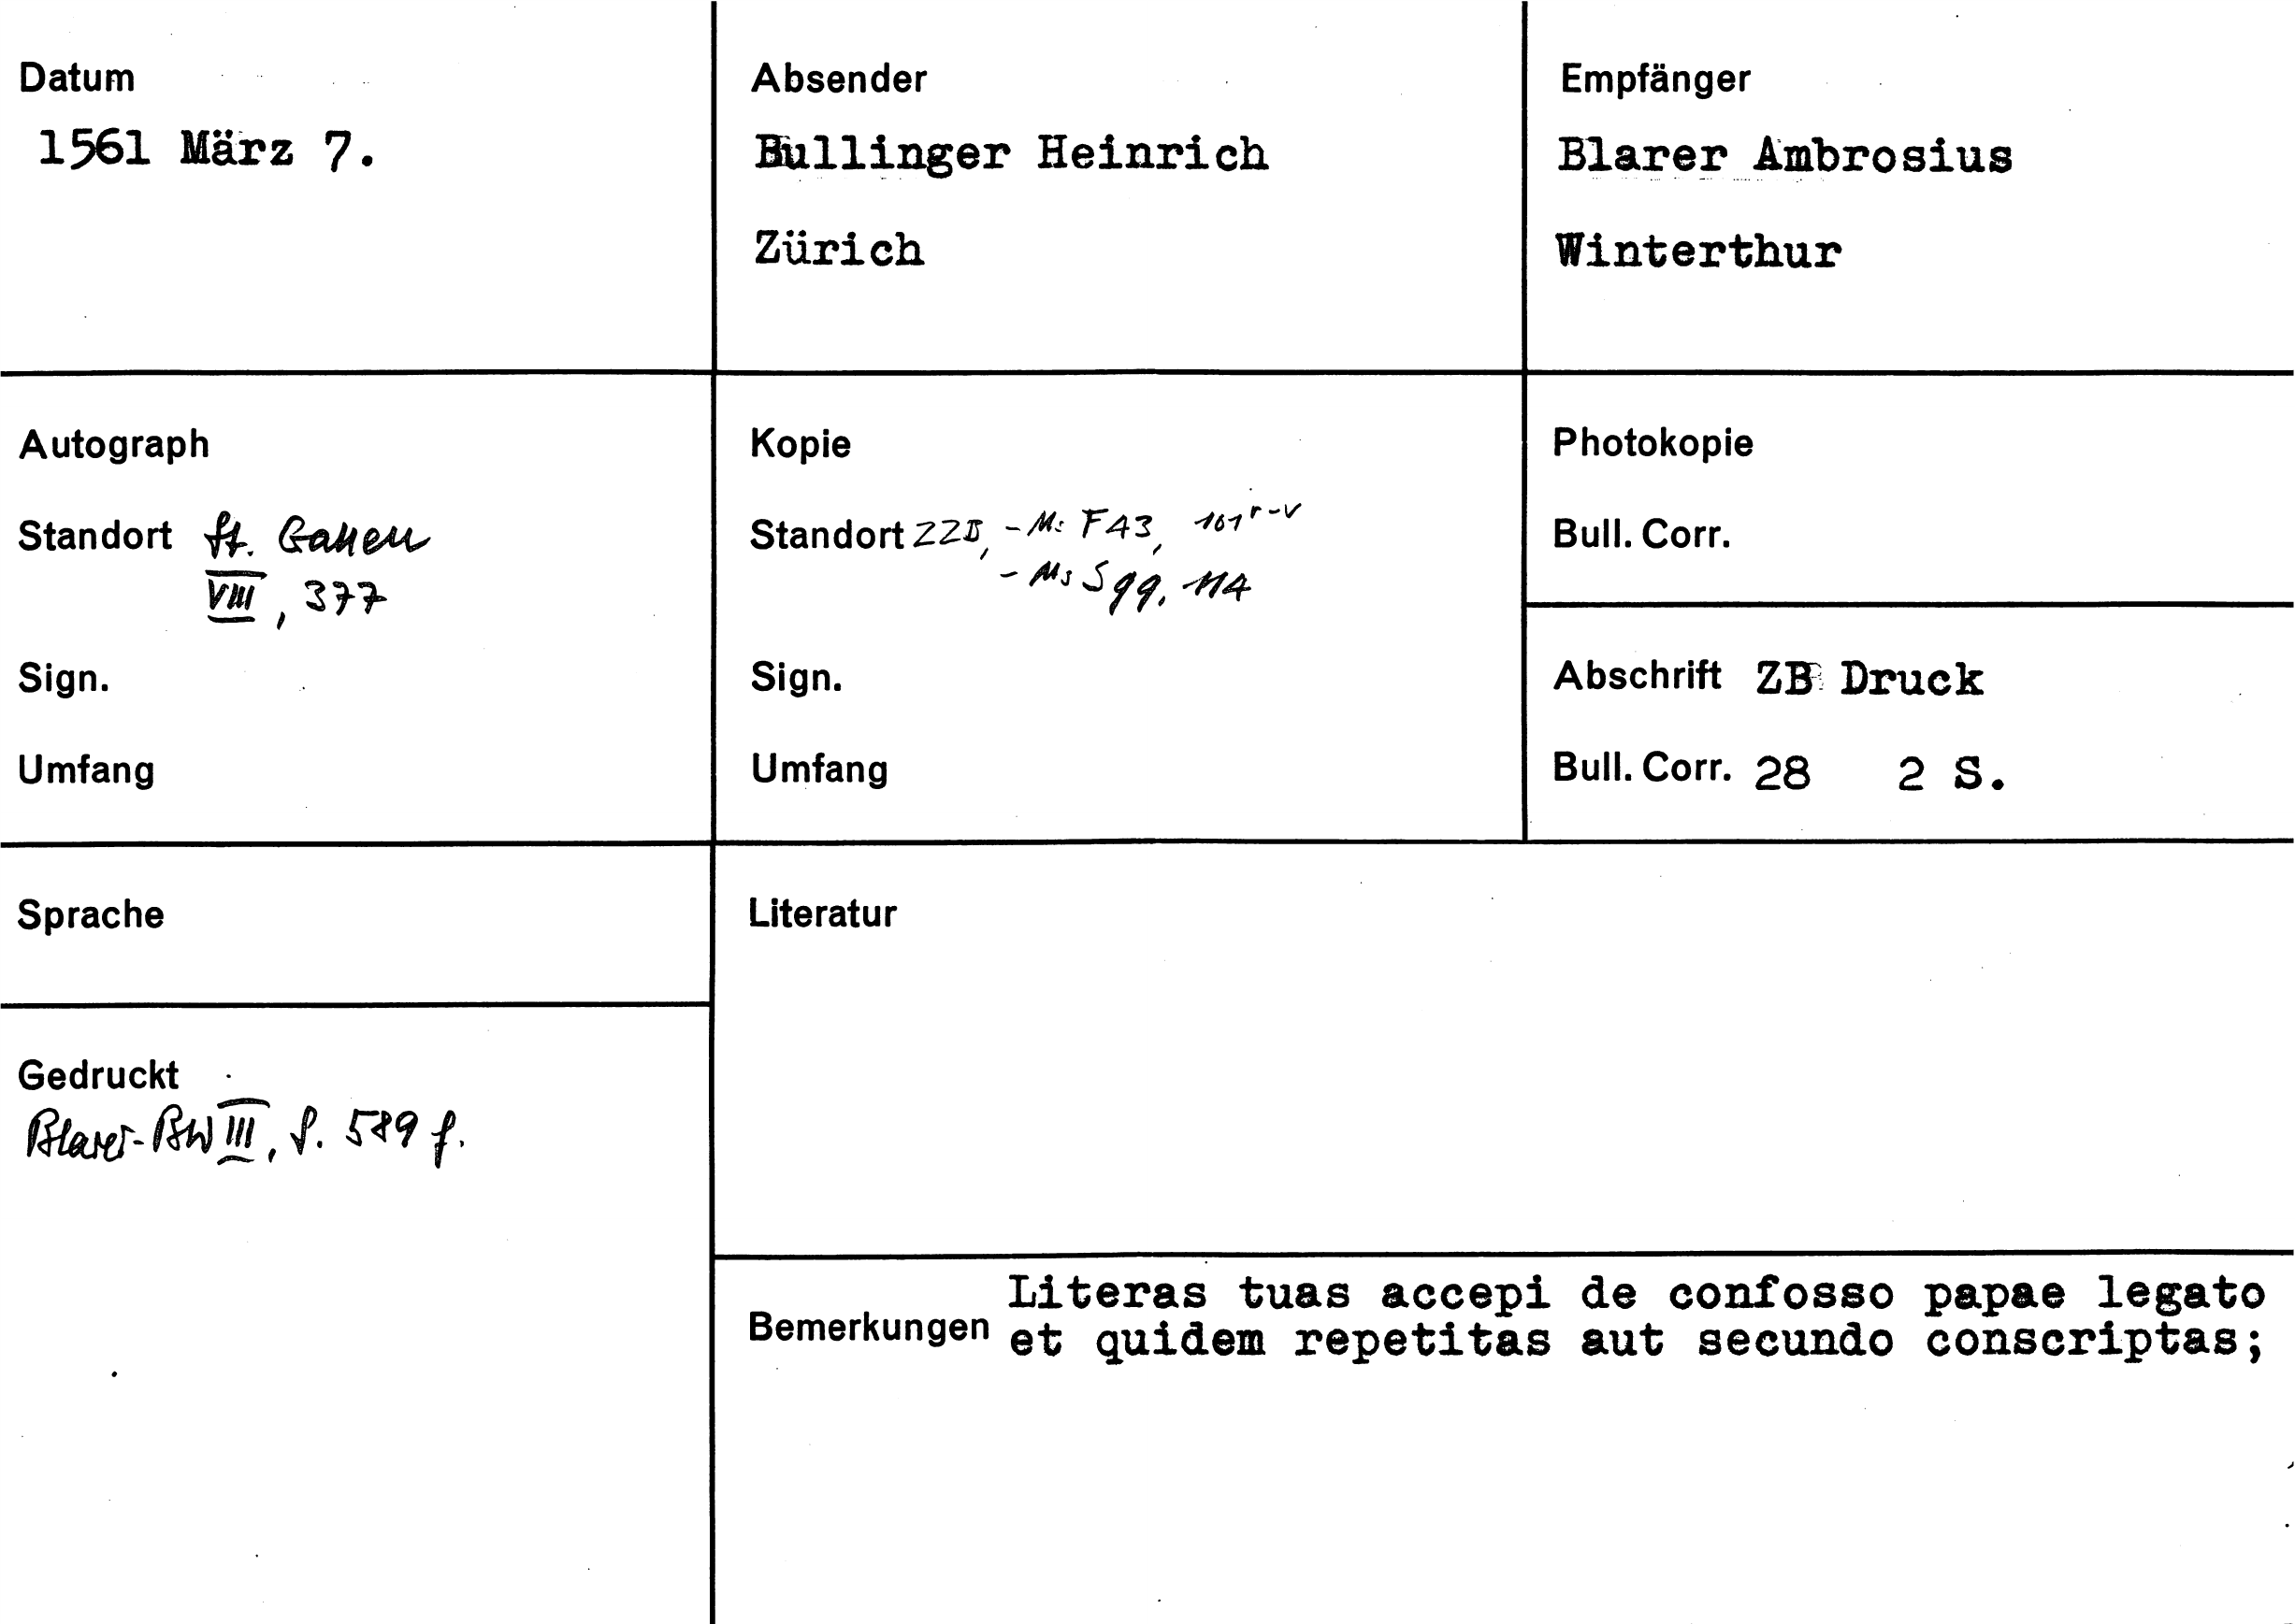 Datum
1561 März 7.
Absender
Bullinger Heinrich
Zürich
Empfänger
Blarer Ambrosius
Winterthur
Autograph
Standort St. Gallen
VIII, 377
Sign.
Umfang
Kopie
Standort ZZB, - Ms F43, 101r-v
- Ms S 99, 114
Sign.
Umfang
Photokopie
Bull. Corr.
Abschrift ZB Druck
Bull. Corr. 28 2 S.
Sprache
Literatur
Gedruckt
Blarer-BW III, S. 589 f.
Bemerkungen
Literas tuas accepi de confosso papae legato
et quidem repetitas aut secundo conscriptas;